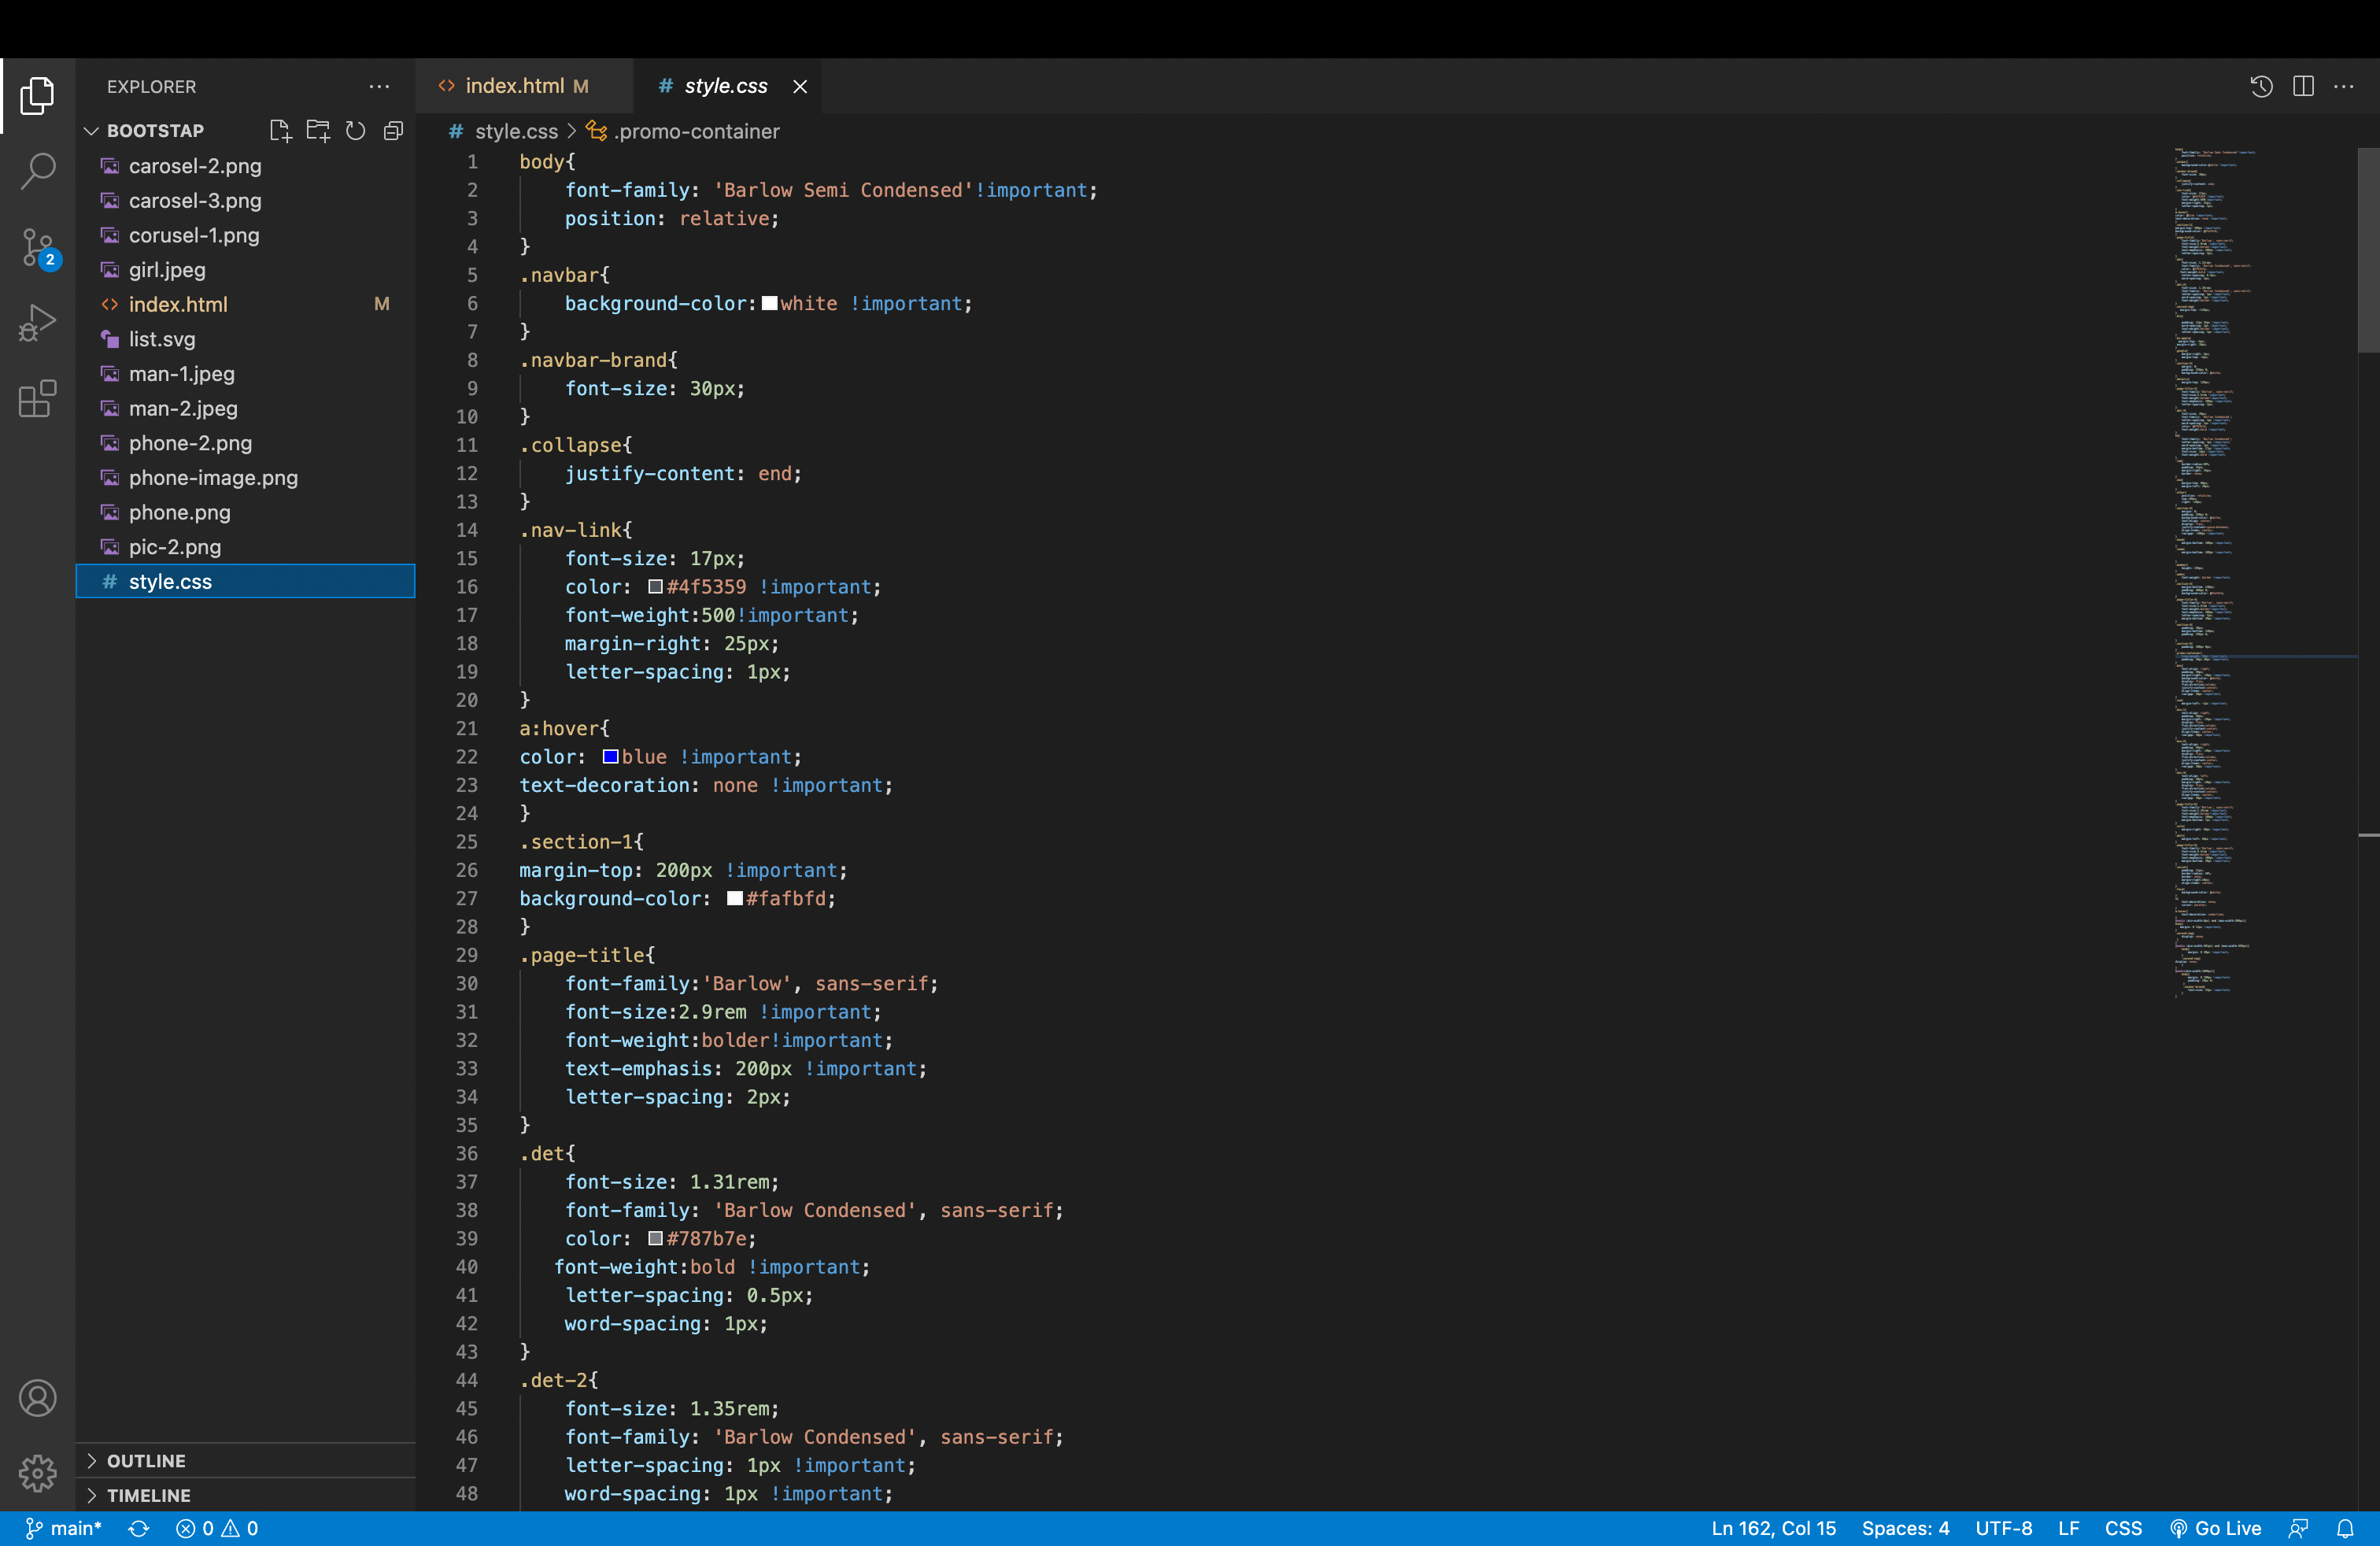 EXPLORER
BOOTSTAP
carosel-2.png
carosel-3.png
corusel-1.png
girl.jpeg
index.html M
list.svg
man-1.jpeg
man-2.jpeg
phone-2.png
phone-image.png
phone.png
pic-2.png
style.css
OUTLINE
TIMELINE
2
index.html M
style.css
style.css > .promo-container
1 body{
2 font-family: 'Barlow Semi Condensed'!important;
3 position: relative;
4 }
5 .navbar{
6 background-color:white !important;
7 }
8 .navbar-brand{
9 font-size: 30px;
10 }
11 .collapse{
12 justify-content: end;
13 }
14 .nav-link{
15 font-size: 17px;
16 color: #4f5359 !important;
17 font-weight:500!important;
18 margin-right: 25px;
19 letter-spacing: 1px;
20 }
21 a:hover{
22 color: blue !important;
23 text-decoration: none !important;
24 }
25 .section-1{
26 margin-top: 200px !important;
27 background-color: #fafbfd;
28 }
29 .page-title{
30 font-family:'Barlow', sans-serif;
31 font-size:2.9rem !important;
32 font-weight:bolder!important;
33 text-emphasis: 200px !important;
34 letter-spacing: 2px;
35 }
36 .det{
37 font-size: 1.31rem;
38 font-family: 'Barlow Condensed', sans-serif;
39 color: #787b7e;
40 font-weight:bold !important;
41 letter-spacing: 0.5px;
42 word-spacing: 1px;
43 }
44 .det-2{
45 font-size: 1.35rem;
46 font-family: 'Barlow Condensed', sans-serif;
47 letter-spacing: 1px !important;
48 word-spacing: 1px !important;
main* 0 0 Ln 162, Col 15 Spaces: 4 UTF-8 LF CSS Go Live